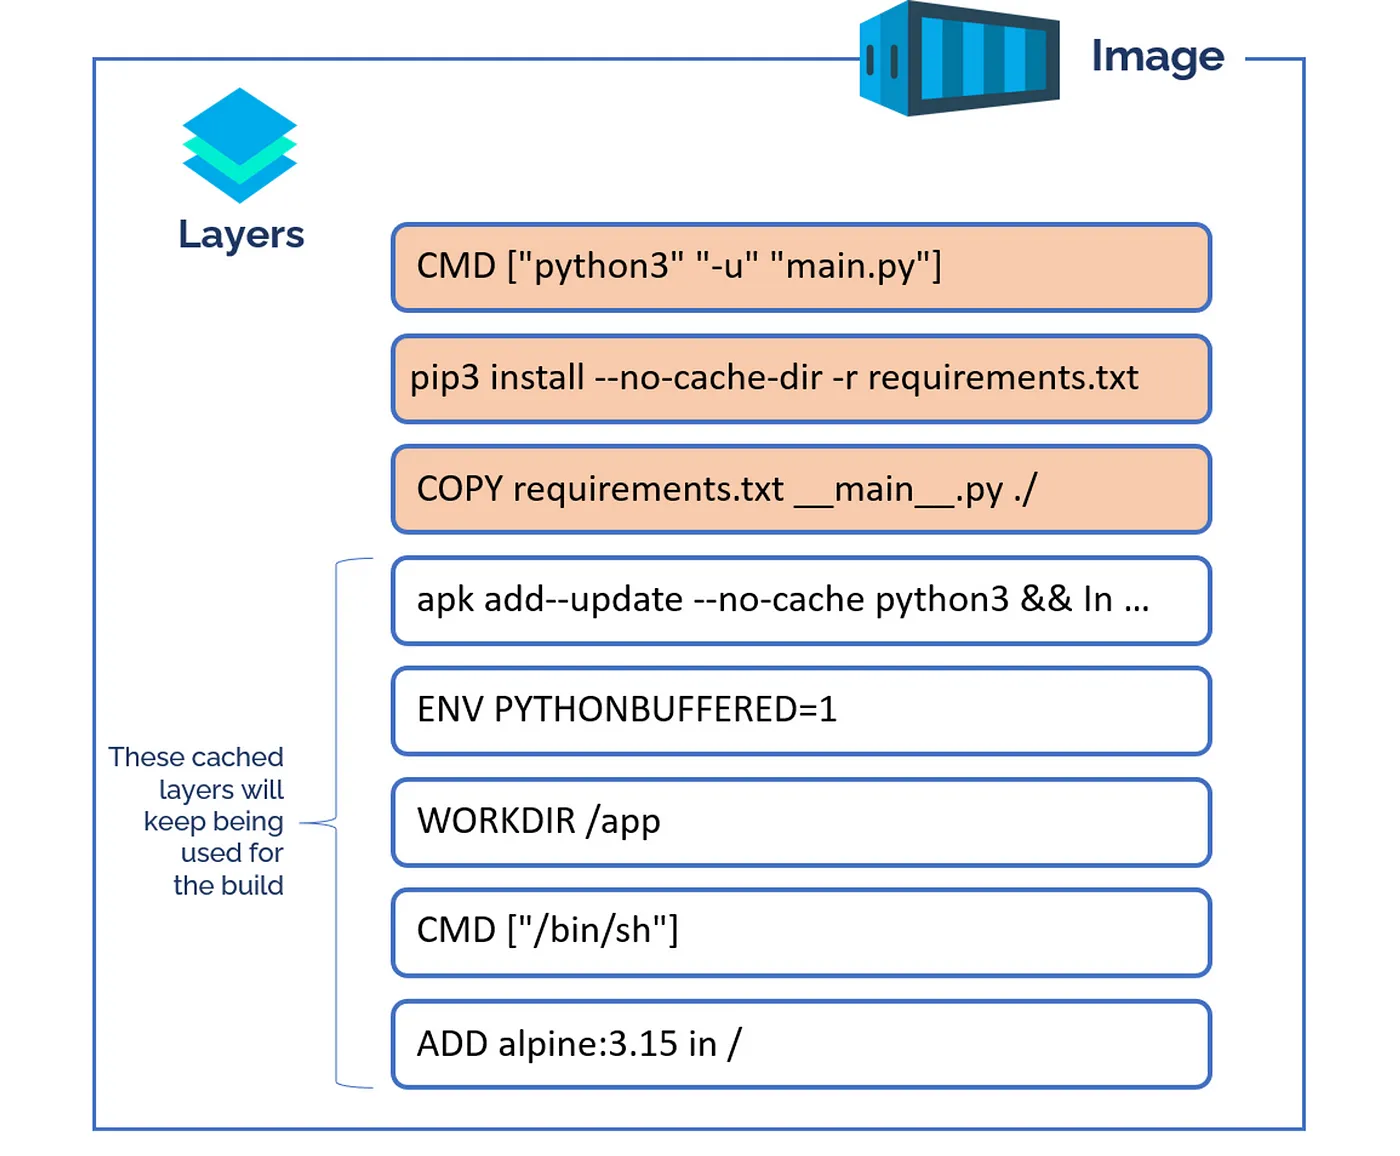 Image
Layers
CMD ["python3" "-u" "main.py"]
pip3 install --no-cache-dir -r requirements.txt
COPY requirements.txt __main__.py ./
apk add--update --no-cache python3 && ln ...
ENV PYTHONBUFFERED=1
WORKDIR /app
CMD ["/bin/sh"]
ADD alpine:3.15 in /
These cached
layers will
keep being
used for
the build